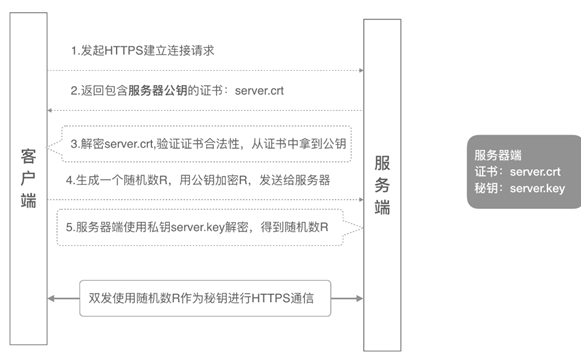 1.发起HTTPS建立连接请求
2.返回包含服务器公钥的证书：server.crt
3.解密server.crt,验证证书合法性，从证书中拿到公钥
4.生成一个随机数R，用公钥加密R，发送给服务器
5.服务器端使用私钥server.key解密，得到随机数R
双发使用随机数R作为秘钥进行HTTPS通信
客户端
服务端
服务器端
证书：server.crt
秘钥：server.key